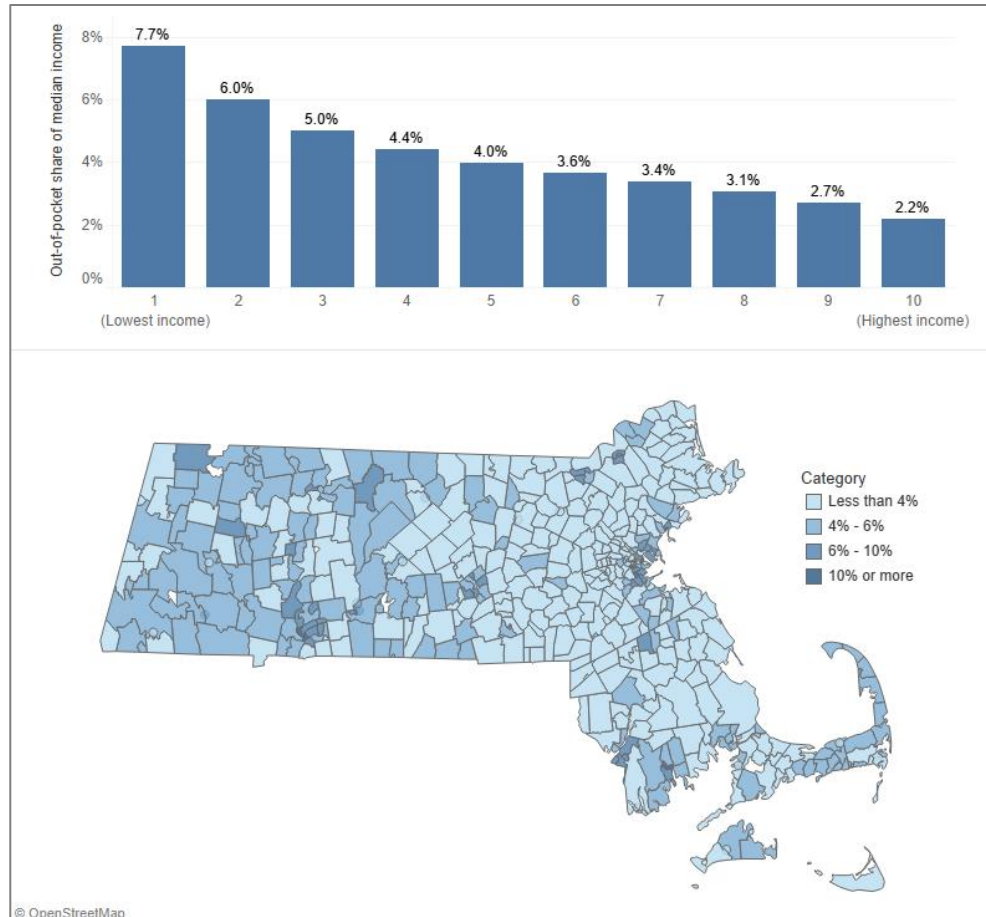 Out-of-pocket share of median income
8%
6%
4%
2%
0%
7.7%
6.0%
5.0%
4.4%
4.0%
3.6%
3.4%
3.1%
2.7%
2.2%
1
2
3
4
5
6
7
8
9
10
(Lowest income)
(Highest income)
Category
Less than 4%
4% - 6%
6% - 10%
10% or more
© OpenStreetMap